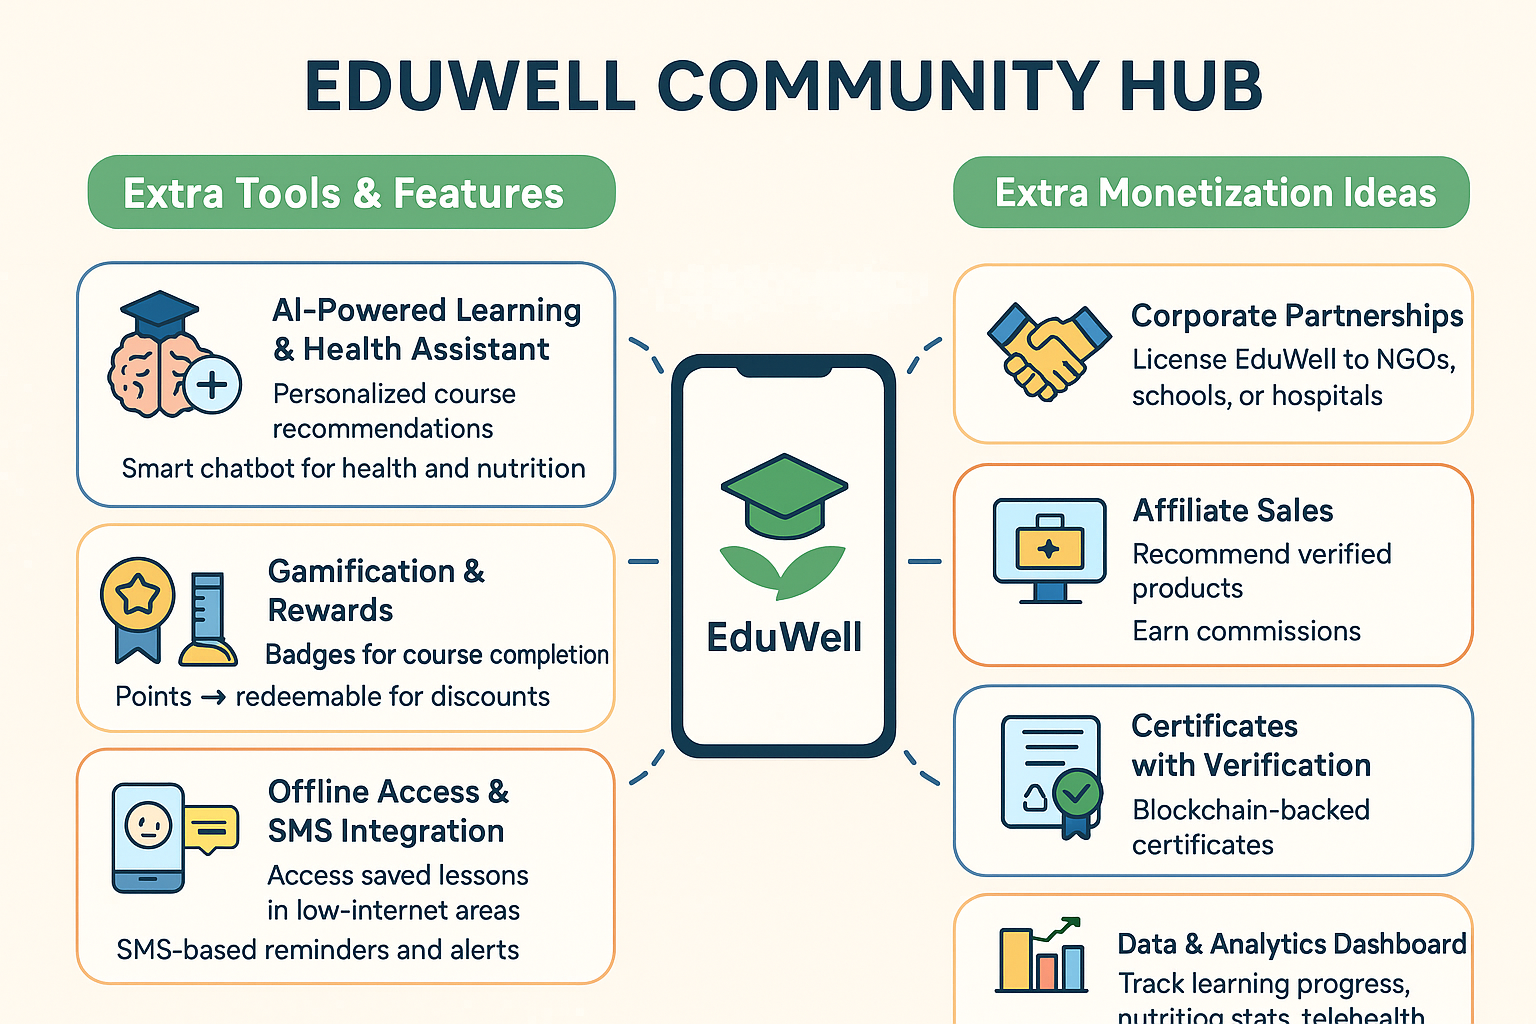 EDUWELL COMMUNITY HUB
Extra Tools & Features
AI-Powered Learning
& Health Assistant
Personalized course
recommendations
Smart chatbot for health and nutrition
Gamification &
Rewards
Badges for course completion
Points → redeemable for discounts
Offline Access &
SMS Integration
Access saved lessons
in low-internet areas
SMS-based reminders and alerts
EduWell
Extra Monetization Ideas
Corporate Partnerships
License EduWell to NGOs,
schools, or hospitals
Affiliate Sales
Recommend verified
products
Earn commissions
Certificates
with Verification
Blockchain-backed
certificates
Data & Analytics Dashboard
Track learning progress,
nutrition stats, telehealth